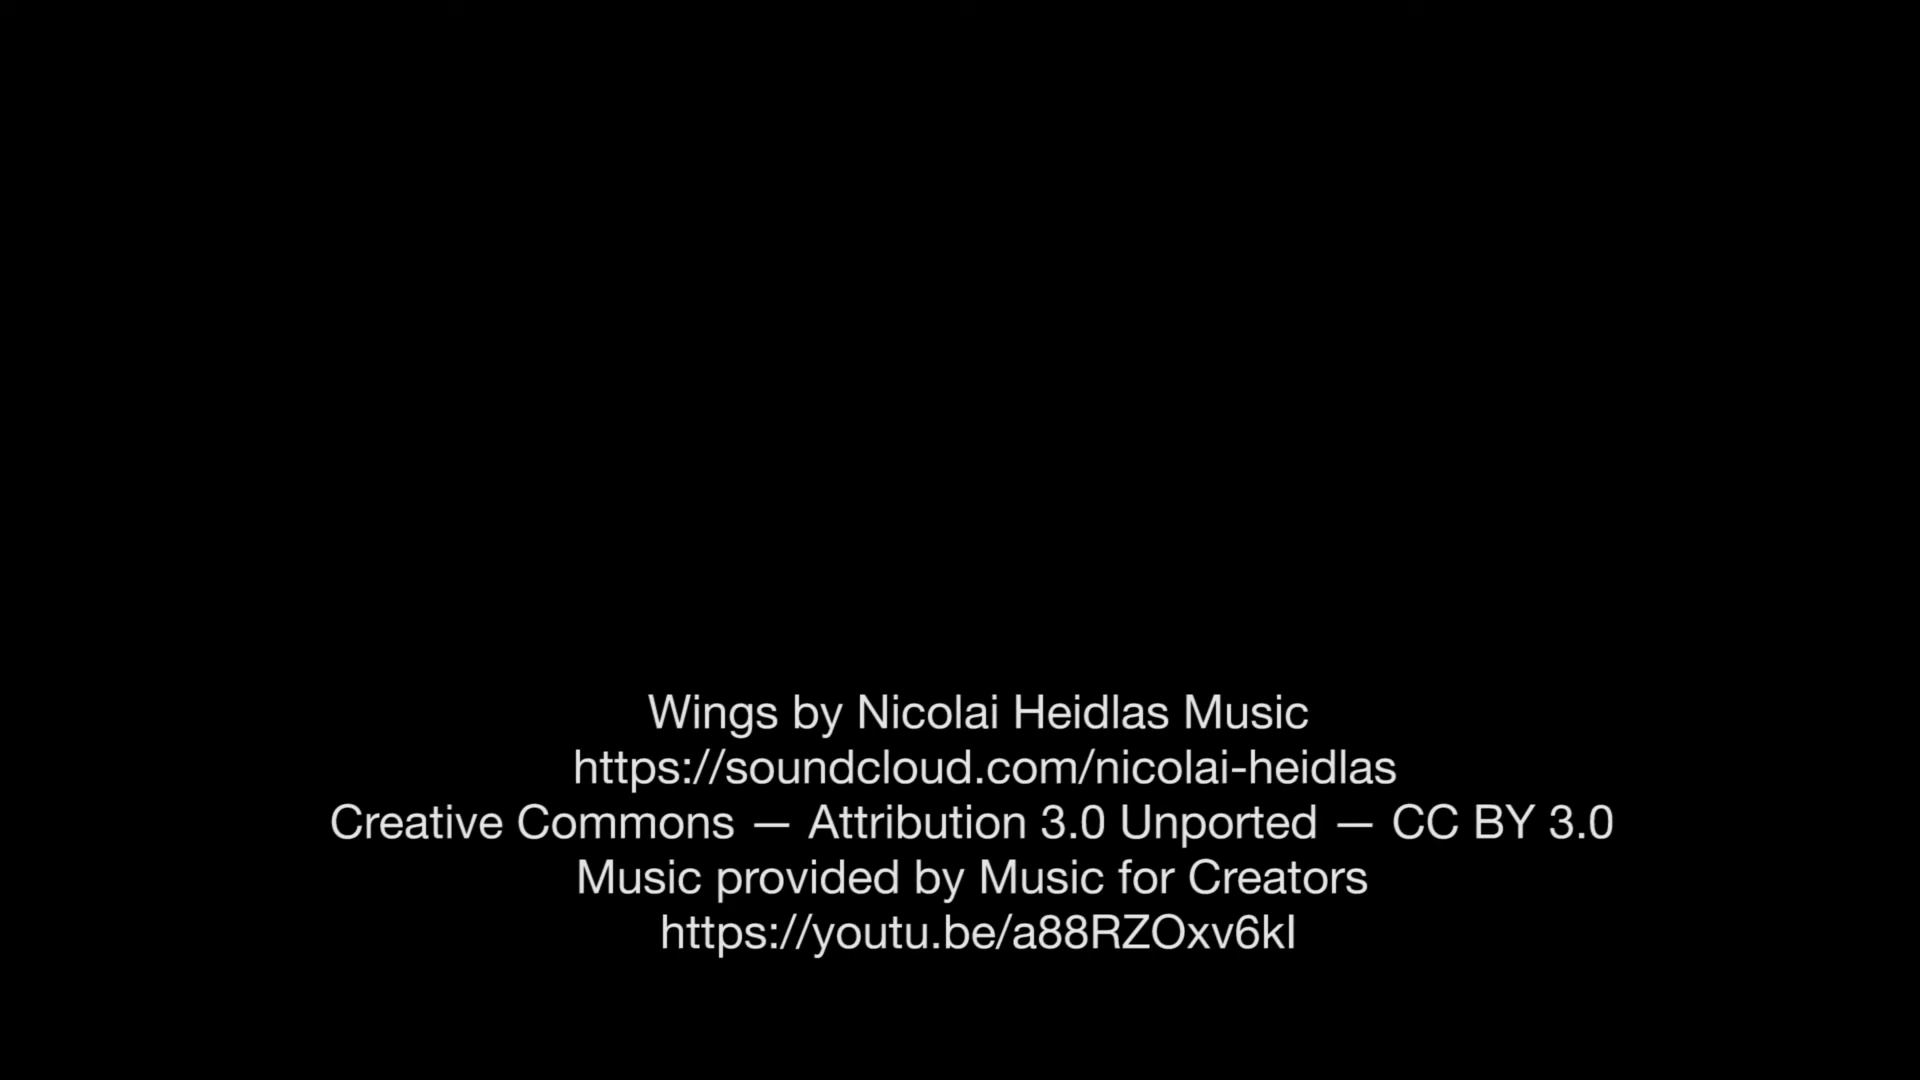 Wings by Nicolai Heidlas Music
https://soundcloud.com/nicolai-heidlas
Creative Commons — Attribution 3.0 Unported — CC BY 3.0
Music provided by Music for Creators
https://youtu.be/a88RZOxv6kI